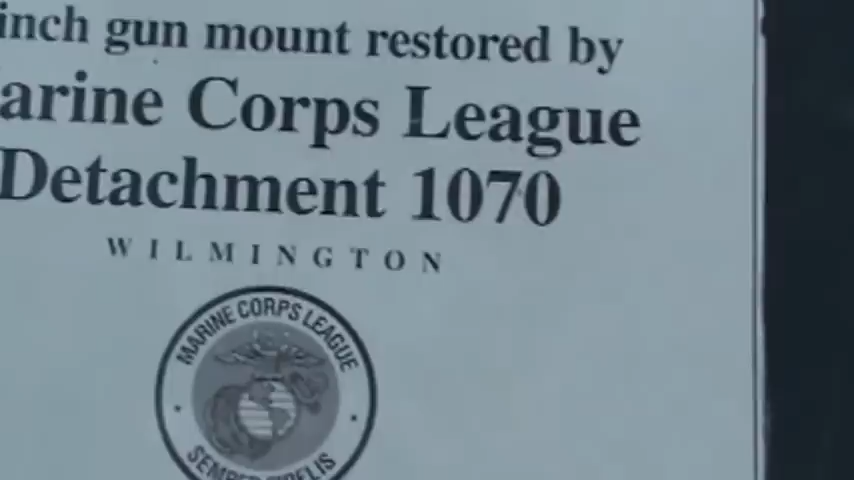 inch gun mount restored by
arine Corps League
Detachment 1070
WILMINGTON
MARINE CORPS LEAGUE
SEMPER FIDELIS